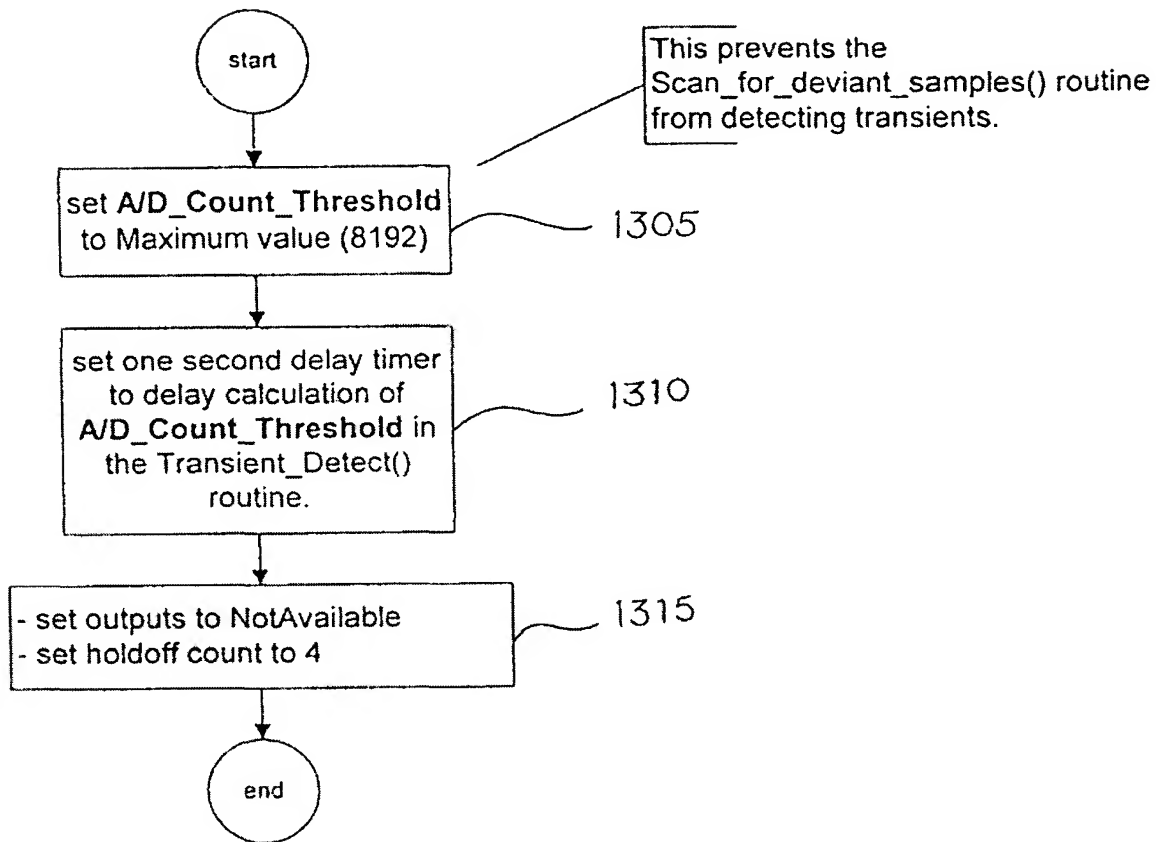 start
This prevents the
Scan_for_deviant_samples() routine
from detecting transients.
set A/D_Count_Threshold
to Maximum value (8192)
1305
set one second delay timer
to delay calculation of
A/D_Count_Threshold in
the Transient_Detect()
routine.
1310
- set outputs to NotAvailable
- set holdoff count to 4
1315
end